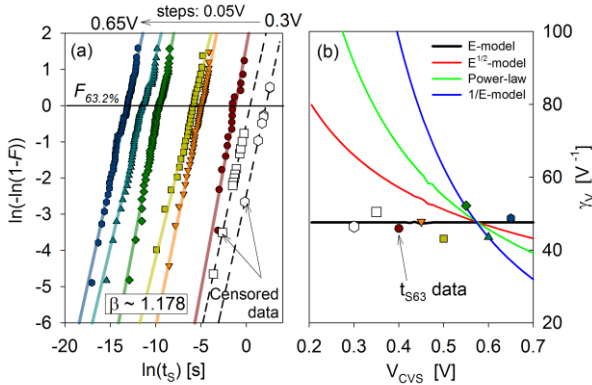 0.65V steps: 0.05V 0.3V
(a)
F63.2%
ln(-ln(1-F))
2
1
0
-1
-2
-3
-4
-5
-6
β ~ 1.178
Censored
data
-20 -15 -10 -5 0
ln(tS) [s]
(b)
E-model
E1/2-model
Power-law
1/E-model
tS63 data
100
80
60
40
20
γV [V-1]
0.2 0.3 0.4 0.5 0.6 0.7
VCVS [V]